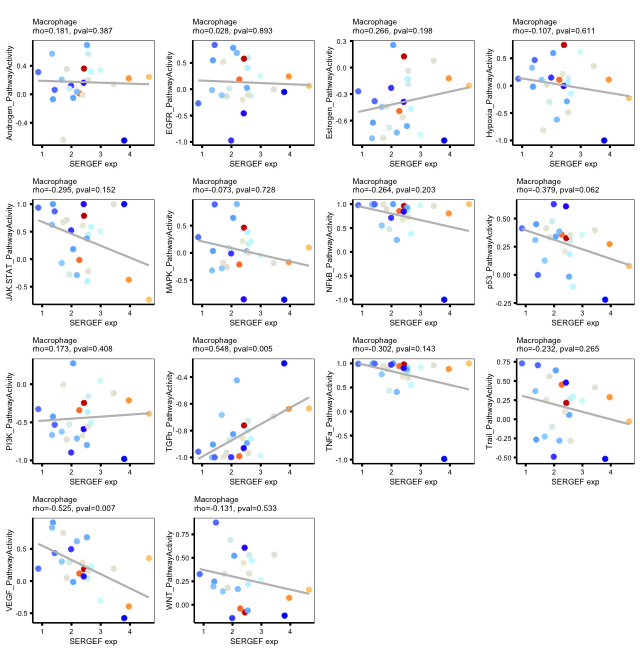 Macrophage
rho=0.181, pval=0.387
Androgen_PathwayActivity
0.4
0.0
-0.4
1
2
3
4
SERGEF exp
Macrophage
rho=0.028, pval=0.893
EGFR_PathwayActivity
0.5
0.0
-0.5
-1.0
1
2
3
4
SERGEF exp
Macrophage
rho=0.266, pval=0.198
Estrogen_PathwayActivity
0.3
0.0
-0.3
-0.6
1
2
3
4
SERGEF exp
Macrophage
rho=-0.107, pval=0.611
Hypoxia_PathwayActivity
0.5
0.0
-0.5
-1.0
1
2
3
4
SERGEF exp
Macrophage
rho=-0.295, pval=0.152
JAK-STAT_PathwayActivity
1.0
0.5
0.0
-0.5
1
2
3
4
SERGEF exp
Macrophage
rho=-0.073, pval=0.728
MAPK_PathwayActivity
0.5
0.0
-0.5
1
2
3
4
SERGEF exp
Macrophage
rho=-0.264, pval=0.203
NFkB_PathwayActivity
1.0
0.5
0.0
-0.5
-1.0
1
2
3
4
SERGEF exp
Macrophage
rho=-0.379, pval=0.062
p53_PathwayActivity
0.50
0.25
0.00
-0.25
1
2
3
4
SERGEF exp
Macrophage
rho=0.173, pval=0.408
PI3K_PathwayActivity
0.0
-0.5
-1.0
1
2
3
4
SERGEF exp
Macrophage
rho=0.548, pval=0.005
TGFb_PathwayActivity
-0.4
-0.6
-0.8
-1.0
1
2
3
4
SERGEF exp
Macrophage
rho=-0.302, pval=0.143
TNFa_PathwayActivity
1.0
0.5
0.0
-0.5
-1.0
1
2
3
4
SERGEF exp
Macrophage
rho=-0.232, pval=0.265
Trail_PathwayActivity
0.75
0.50
0.25
0.00
-0.25
-0.50
1
2
3
4
SERGEF exp
Macrophage
rho=-0.525, pval=0.007
VEGF_PathwayActivity
0.5
0.0
-0.5
1
2
3
4
SERGEF exp
Macrophage
rho=-0.131, pval=0.533
WNT_PathwayActivity
0.75
0.50
0.25
0.00
1
2
3
4
SERGEF exp